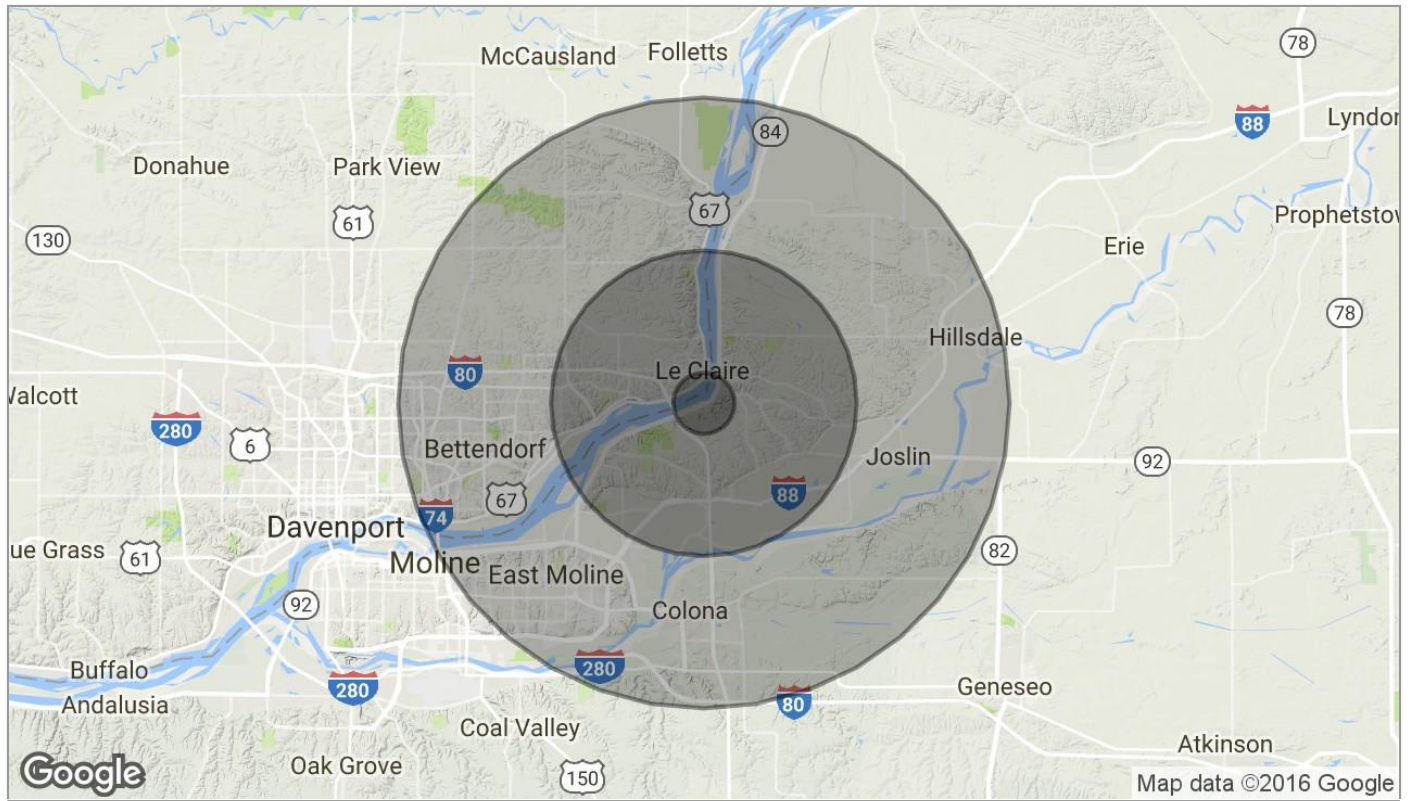 McCausland
Folletts
78
84
88
Lyndon
Donahue
Park View
67
61
Prophetstow
130
Erie
78
Hillsdale
Le Claire
80
Walcott
280
6
Bettendorf
Joslin
92
67
88
74
Davenport
61
ue Grass
Moline
East Moline
82
92
Colona
Buffalo
280
280
Geneseo
80
Andalusia
Coal Valley
Atkinson
Oak Grove
150
Google
Map data ©2016 Google